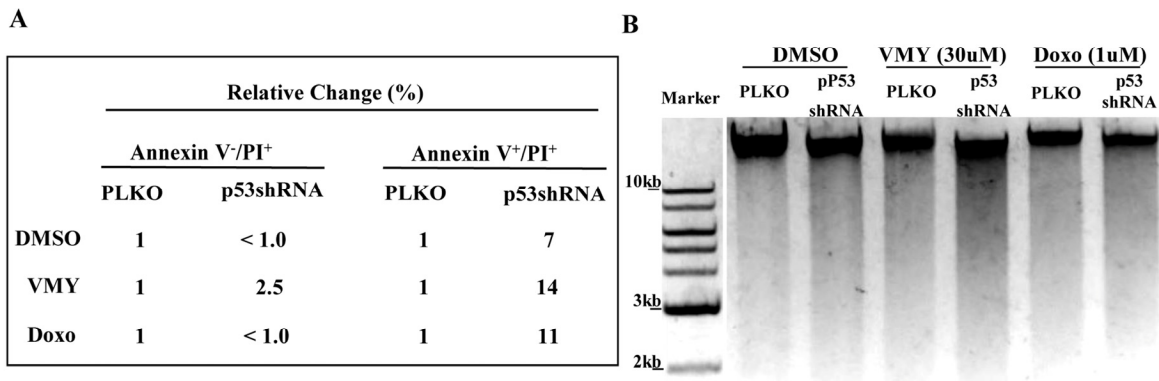 A
Relative Change (%)
Annexin V⁻/PI⁺ Annexin V⁺/PI⁺
PLKO p53shRNA PLKO p53shRNA
DMSO 1 < 1.0 1 7
VMY 1 2.5 1 14
Doxo 1 < 1.0 1 11
B
DMSO VMY (30uM) Doxo (1uM)
Marker PLKO pP53 shRNA PLKO p53 shRNA PLKO p53 shRNA
10kb
3kb
2kb